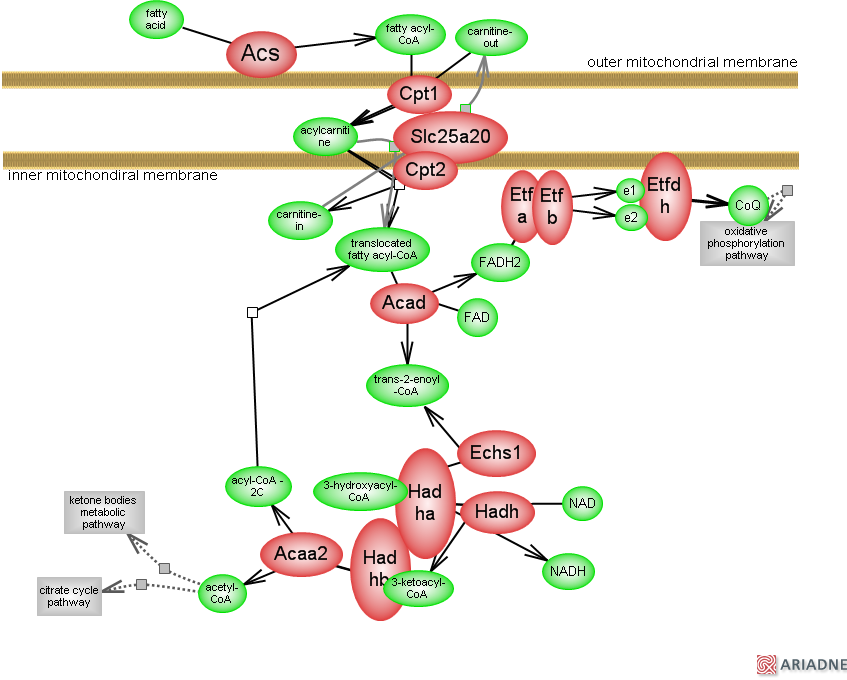 fatty
acid
Acs
fatty acyl-
CoA
carnitine-
out
outer mitochondrial membrane
Cpt1
acylcarniti
ne
Slc25a20
Cpt2
inner mitochondiral membrane
carnitine-
in
translocated
fatty acyl-CoA
Etf
a
Etf
b
e1
e2
Etfd
h
CoQ
oxidative
phosphorylation
pathway
FADH2
Acad
FAD
trans-2-enoyl
-CoA
Echs1
acyl-CoA -
2C
3-hydroxyacyl-
CoA
Had
ha
Hadh
NAD
ketone bodies
metabolic
pathway
Acaa2
Had
hb
NADH
citrate cycle
pathway
acetyl-
CoA
3-ketoacyl-
CoA
ARIADNE